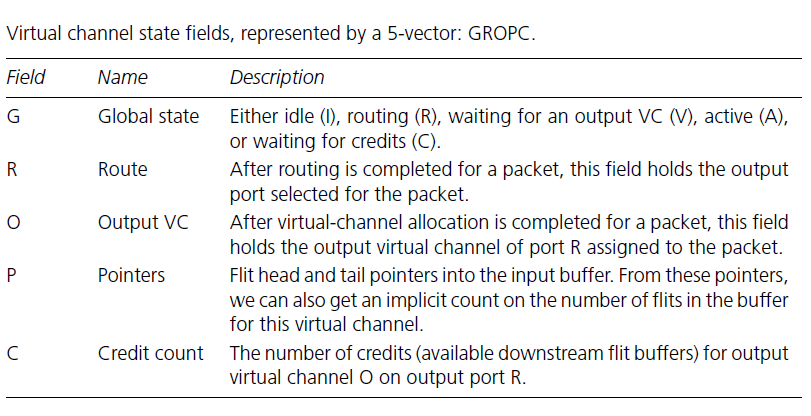 Virtual channel state fields, represented by a 5-vector: GROPC.
Field Name Description
G Global state Either idle (I), routing (R), waiting for an output VC (V), active (A),
or waiting for credits (C).
R Route After routing is completed for a packet, this field holds the output
port selected for the packet.
O Output VC After virtual-channel allocation is completed for a packet, this field
holds the output virtual channel of port R assigned to the packet.
P Pointers Flit head and tail pointers into the input buffer. From these pointers,
we can also get an implicit count on the number of flits in the buffer
for this virtual channel.
C Credit count The number of credits (available downstream flit buffers) for output
virtual channel O on output port R.